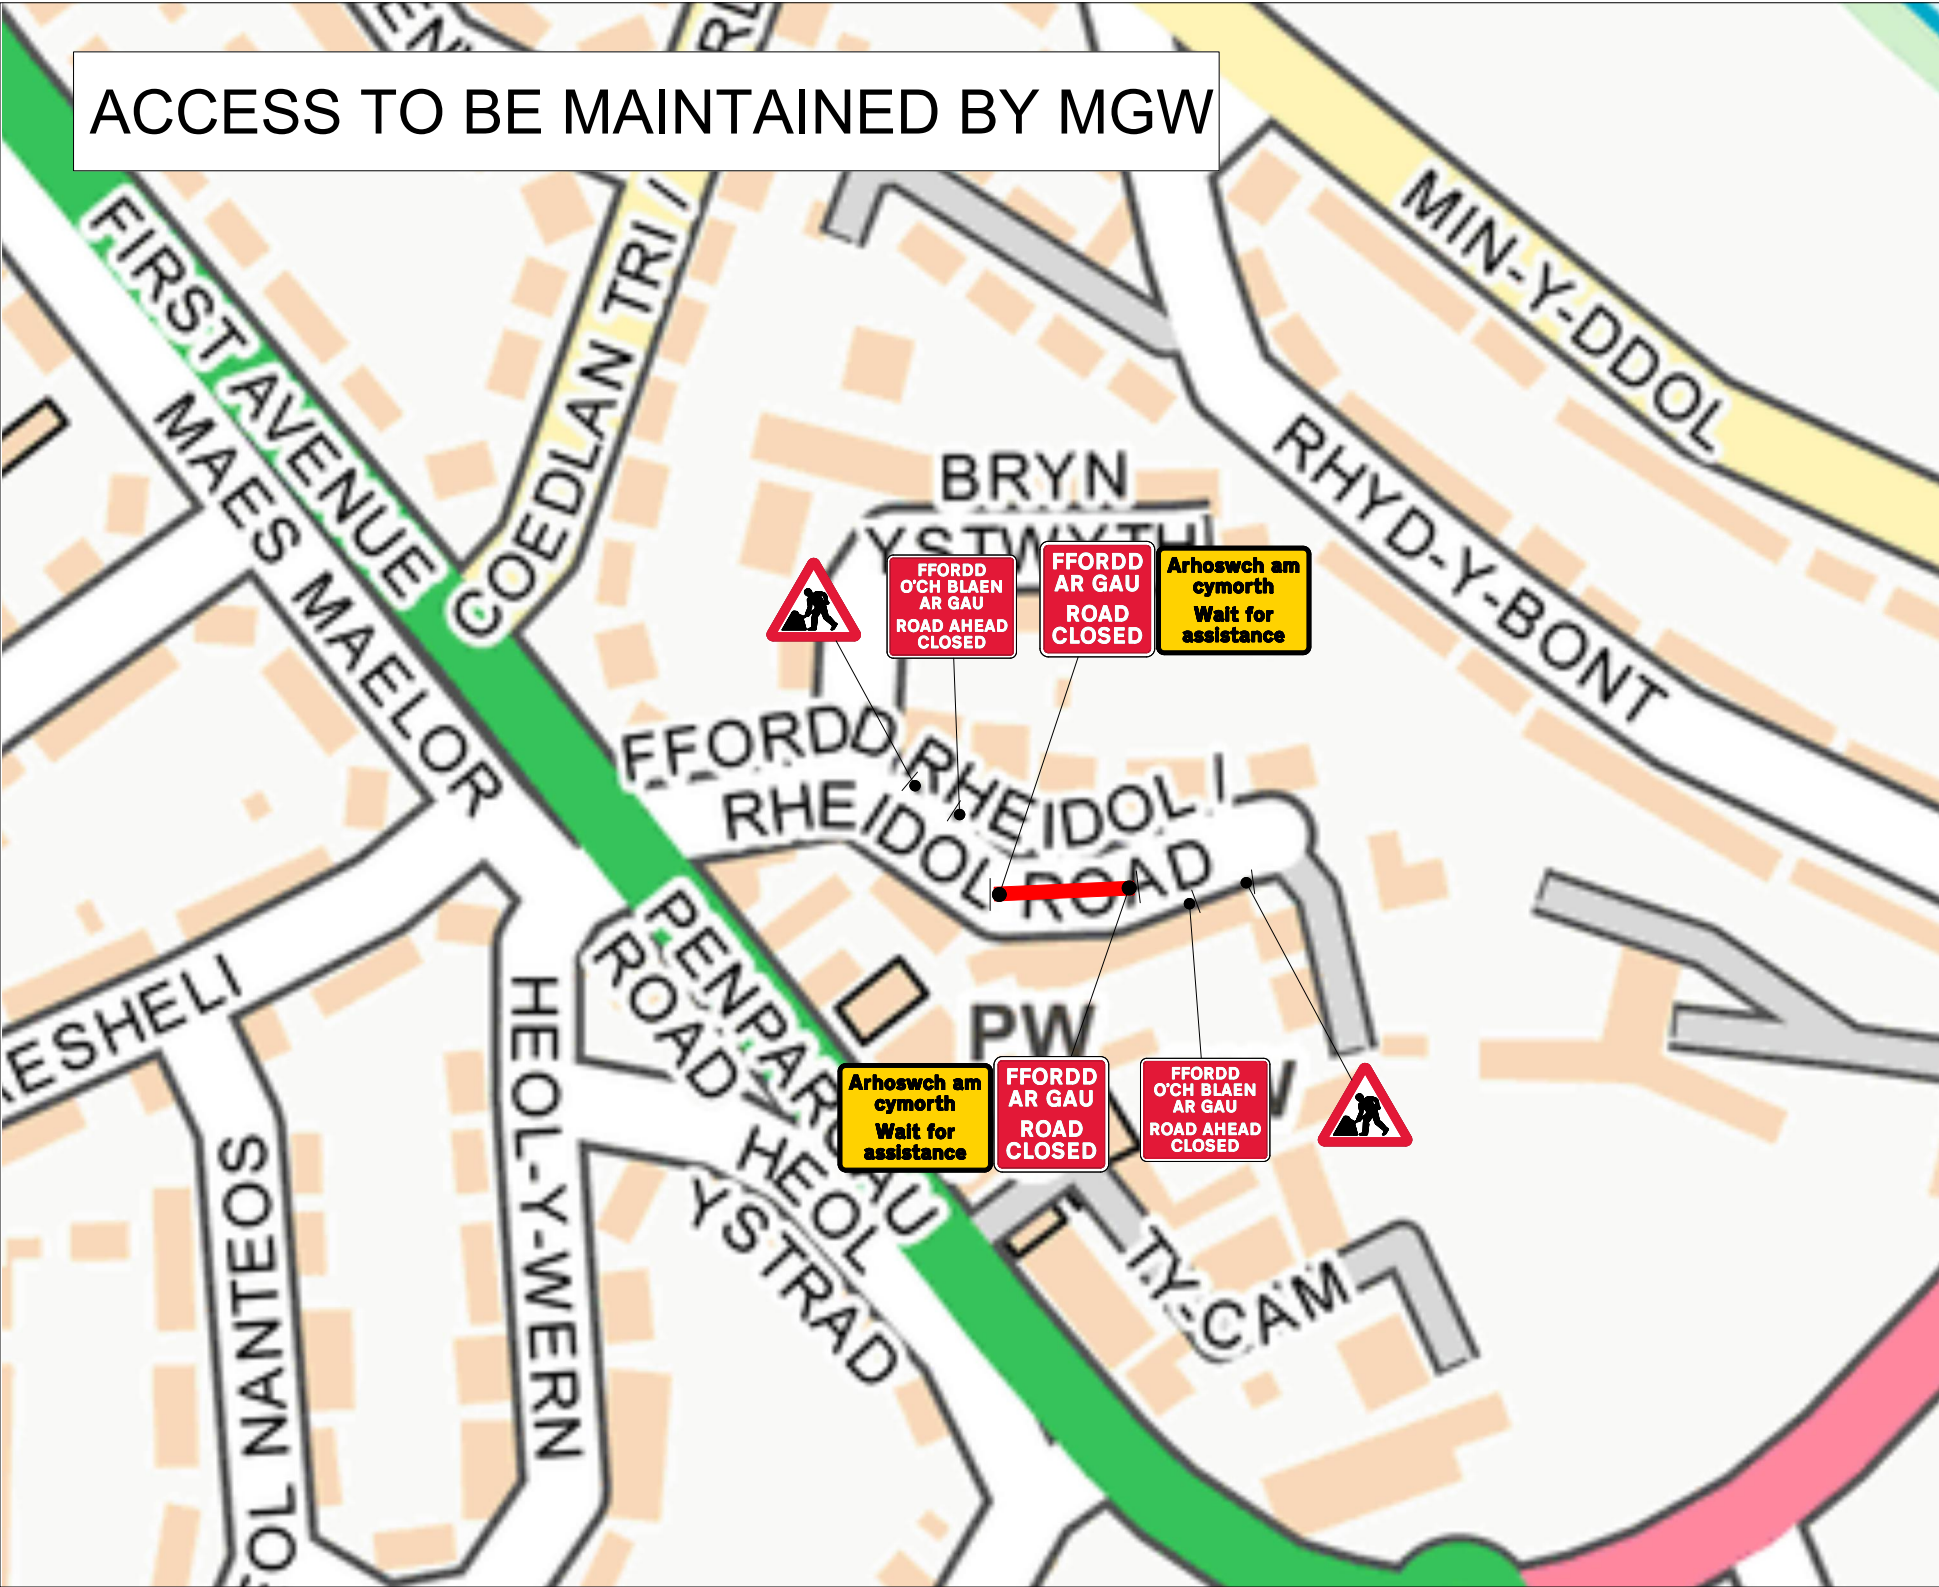 ACCESS TO BE MAINTAINED BY MGW
FIRST AVENUE
MAES MAELOR
COEDLAN TRI /
MIN-Y-DDOL
RHYD-Y-BONT
BRYN
YSTWYTH
FFORDD
O'CH BLAEN
AR GAU
ROAD AHEAD
CLOSED
FFORDD
AR GAU
ROAD
CLOSED
Arhoswch am
cymorth
Wait for
assistance
FFORDD RHEIDOL /
RHEIDOL ROAD
PENPARCAU
ROAD
HEOL-Y-WERN
PW
Arhoswch am
cymorth
Wait for
assistance
FFORDD
AR GAU
ROAD
CLOSED
FFORDD
O'CH BLAEN
AR GAU
ROAD AHEAD
CLOSED
HEOL
YSTRAD
TY-CAM
NANTEOS